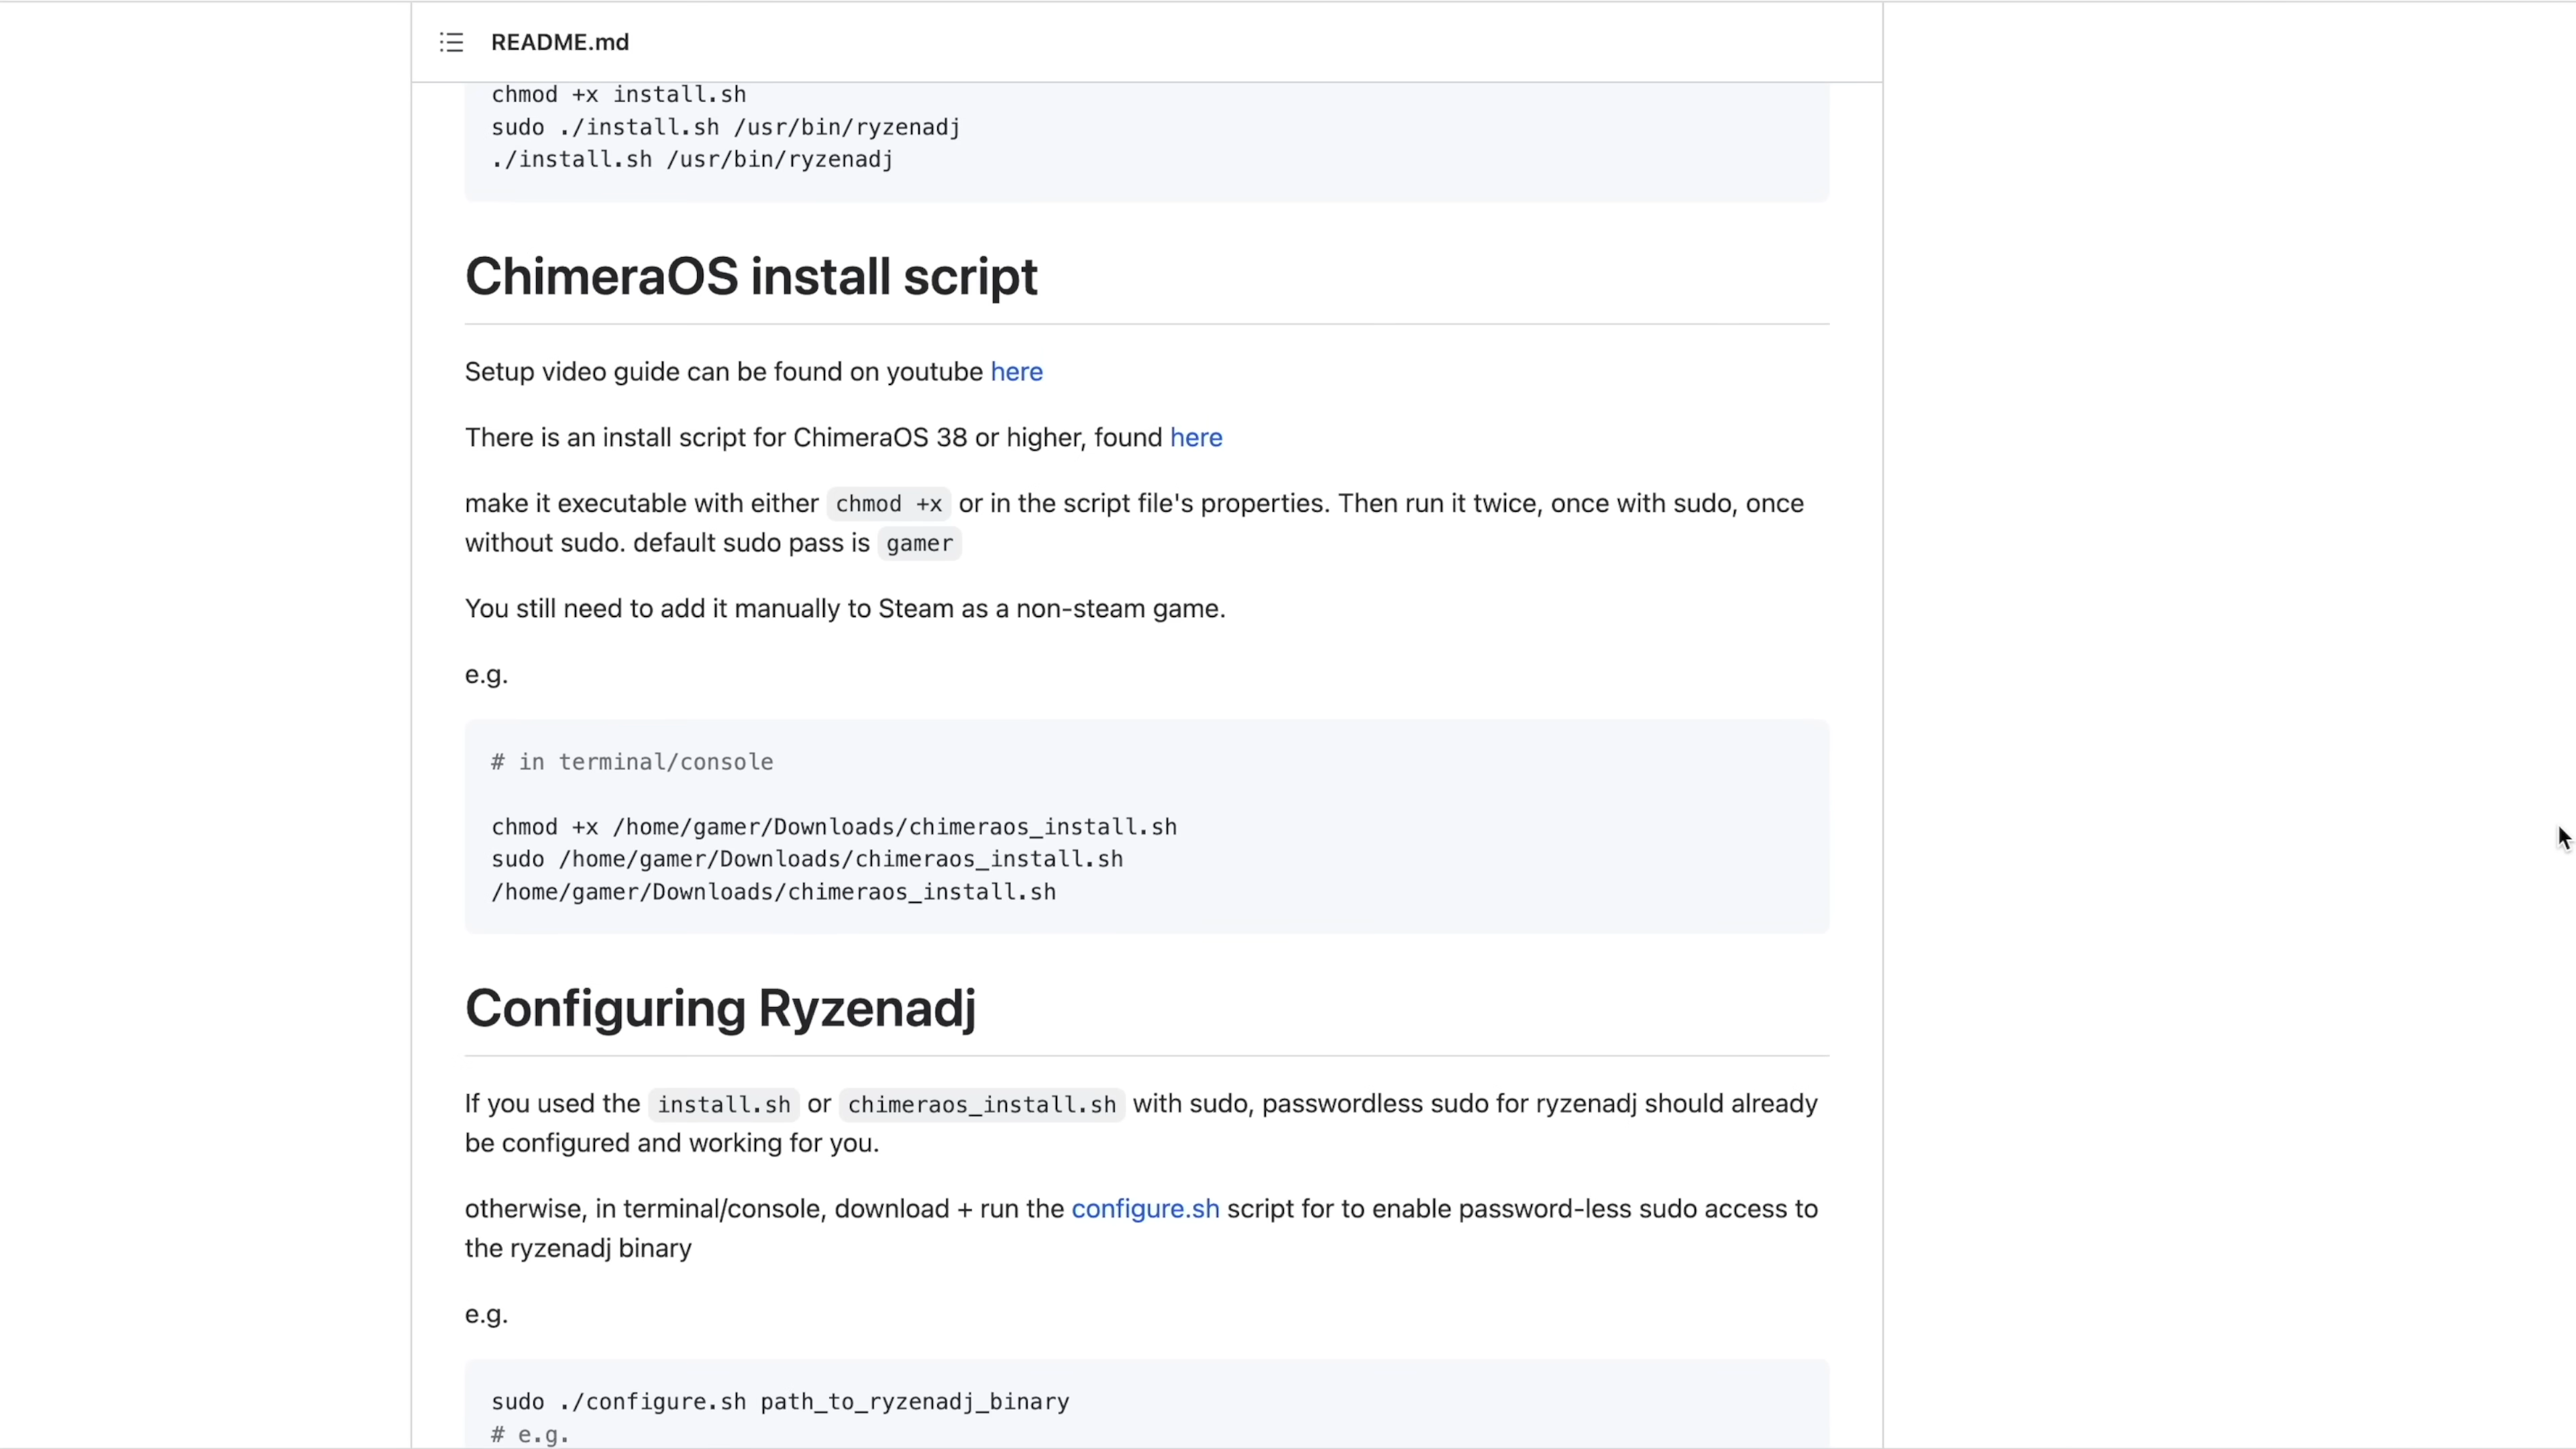 README.md
chmod +x install.sh
sudo ./install.sh /usr/bin/ryzenadj
./install.sh /usr/bin/ryzenadj
ChimeraOS install script
Setup video guide can be found on youtube here
There is an install script for ChimeraOS 38 or higher, found here
make it executable with either chmod +x or in the script file's properties. Then run it twice, once with sudo, once
without sudo. default sudo pass is gamer
You still need to add it manually to Steam as a non-steam game.
e.g.
# in terminal/console
chmod +x /home/gamer/Downloads/chimeraos_install.sh
sudo /home/gamer/Downloads/chimeraos_install.sh
/home/gamer/Downloads/chimeraos_install.sh
Configuring Ryzenadj
If you used the install.sh or chimeraos_install.sh with sudo, passwordless sudo for ryzenadj should already
be configured and working for you.
otherwise, in terminal/console, download + run the configure.sh script for to enable password-less sudo access to
the ryzenadj binary
e.g.
sudo ./configure.sh path_to_ryzenadj_binary
# e.g.